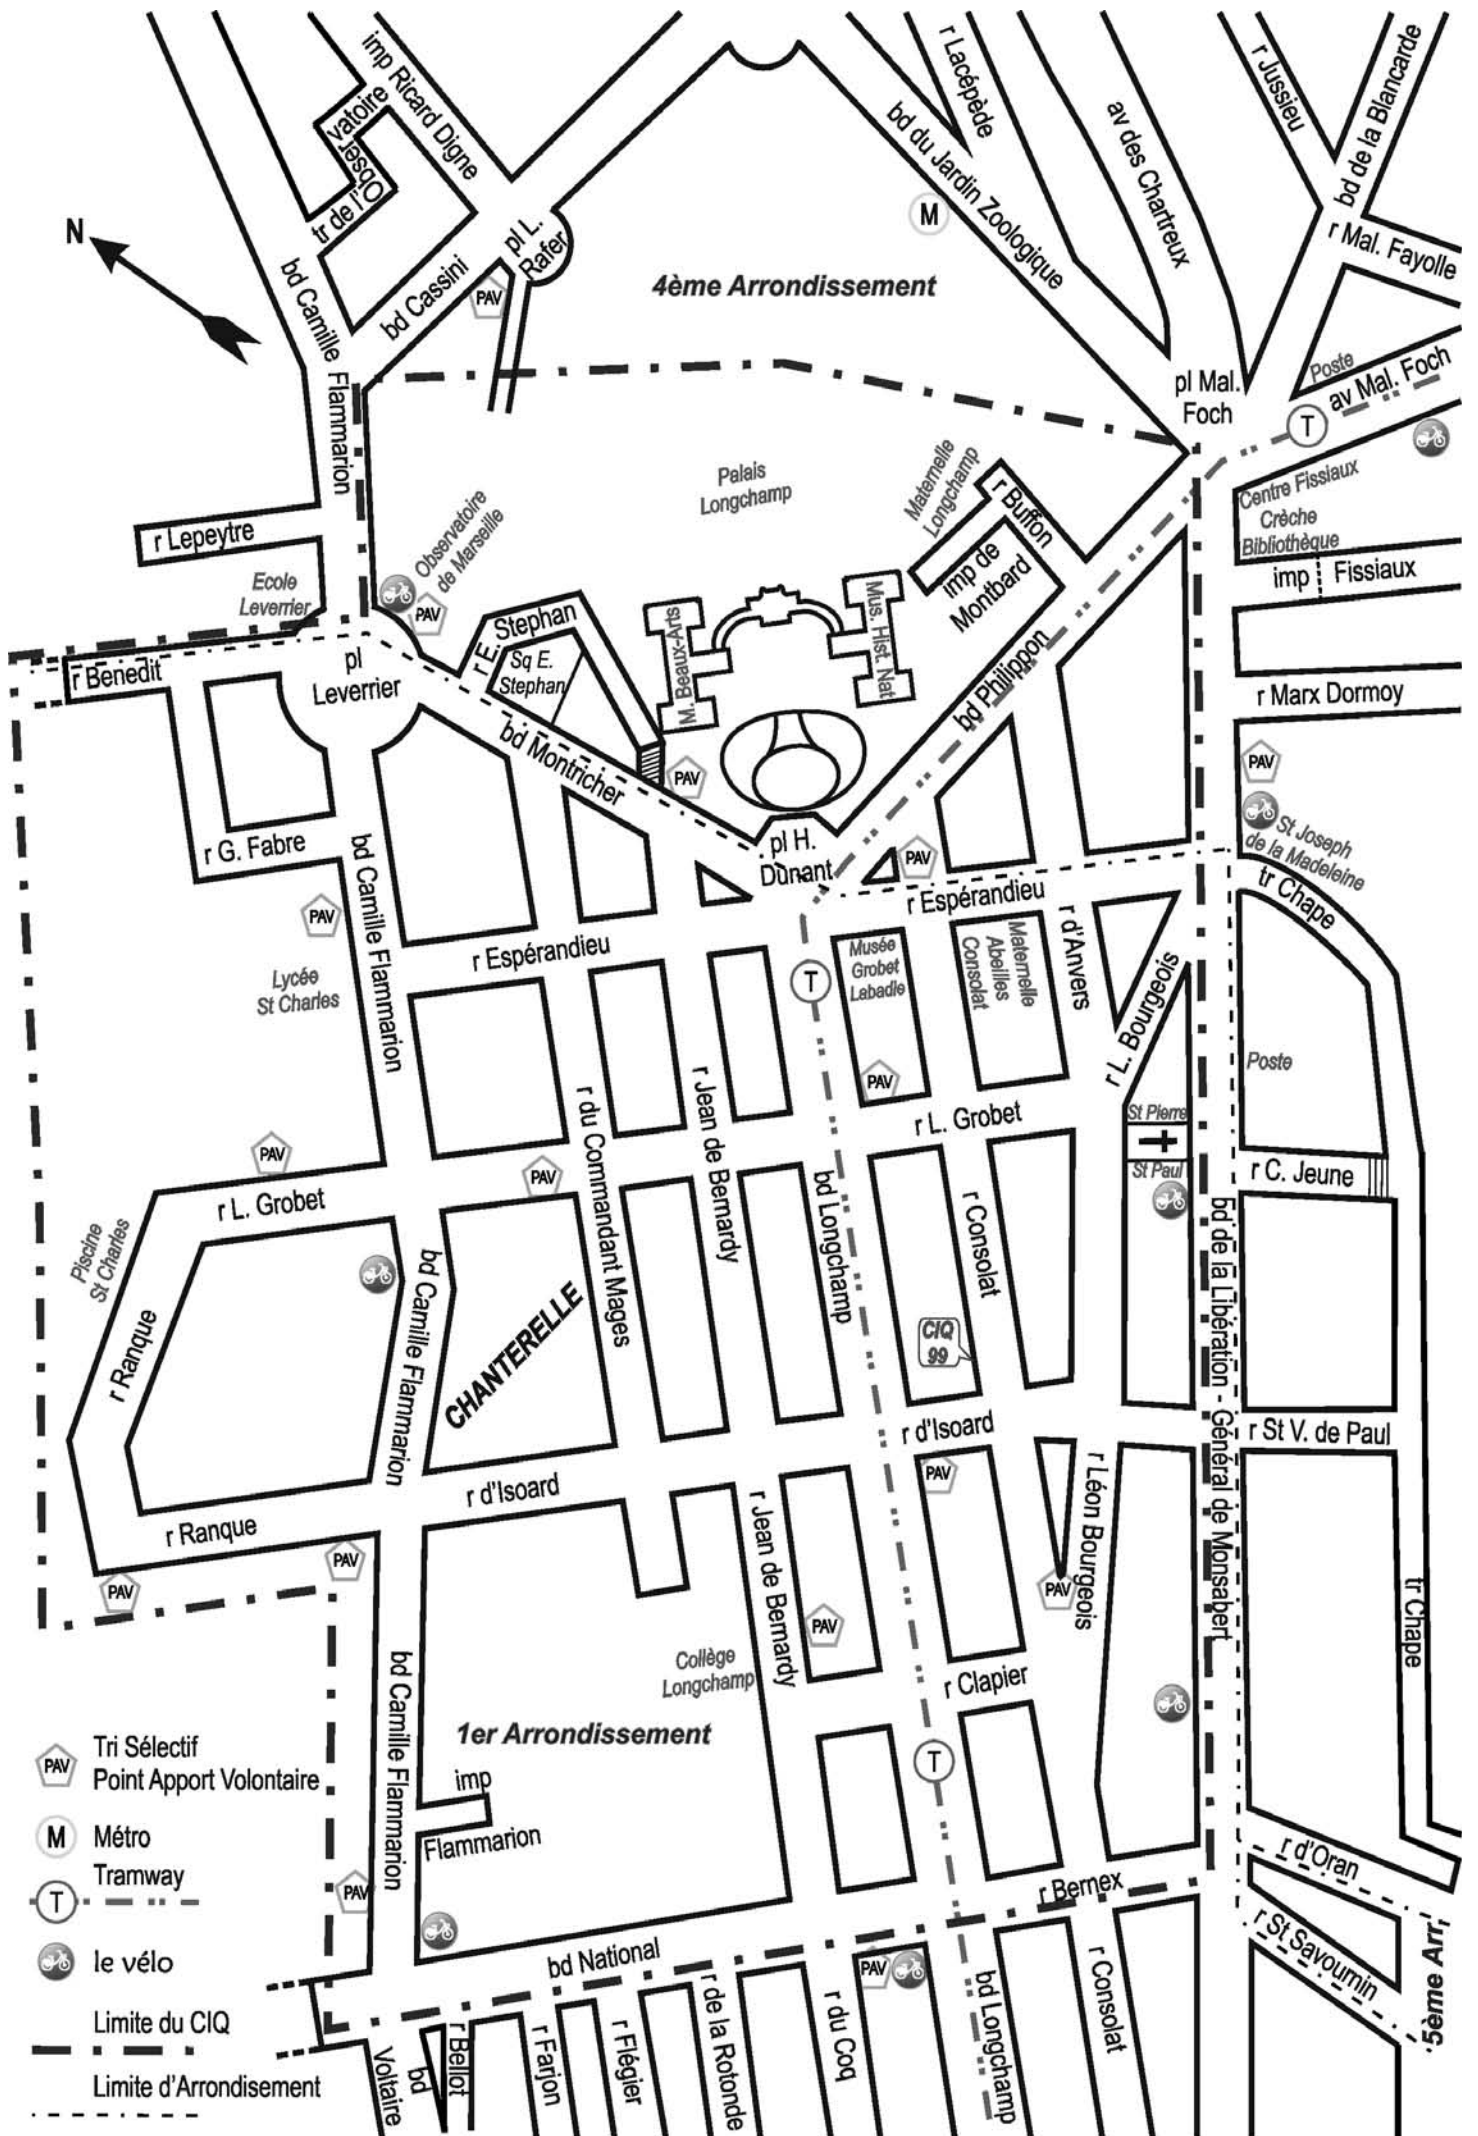 imp Ricard Digne
r Lacépède
r Jussieu
bd de la Blancarde
tr de l'Observatoire
bd du Jardin Zoologique
av des Chartreux
M
N
pl L.
Rafer
r Mal. Fayolle
bd Camille Flammarion
bd Cassini
PAV
4ème Arrondissement
Poste
pl Mal.
Foch
av Mal. Foch
T
Palais
Longchamp
Maternelle
Longchamp
r Buffon
Centre Fissiaux
Crèche
Bibliothèque
r Lepeytre
Observatoire
de Marseille
imp de
Montbard
imp Fissiaux
Ecole
Leverrier
PAV
r E. Stephan
Sq E.
Stephan
M. Beaux-Arts
Mus. Hist. Nat
r Benedit
pl
Leverrier
bd Philippon
r Marx Dormoy
bd Montricher
PAV
PAV
r G. Fabre
pl H.
Dunant
PAV
St Joseph
de la Madeleine
tr Chape
r Espérandieu
PAV
bd Camille Flammarion
r Espérandieu
Musée
Grobet
Labadie
Maternelle
Abeilles
Consolat
r d'Anvers
Lycée
St Charles
T
r L. Bourgeois
Poste
PAV
r L. Grobet
St Pierre
St Paul
r du Commandant Mages
r Jean de Bernardy
PAV
PAV
r C. Jeune
r L. Grobet
bd Longchamp
r Consolat
Piscine
St Charles
bd Camille Flammarion
bd de la Libération - Général de Monsabert
CHANTERELLE
CIQ
99
r Ranque
r d'Isoard
r St V. de Paul
r d'Isoard
PAV
r Léon Bourgeois
r Ranque
PAV
PAV
r Jean de Bernardy
PAV
PAV
tr Chape
Collège
Longchamp
r Clapier
bd Camille Flammarion
1er Arrondissement
T
imp
Flammarion
r d'Oran
r Bernex
PAV
r St Savoumin
5ème Arr.
bd National
PAV
r Consolat
bd Longchamp
r du Coq
r de la Rotonde
r Flégier
r Farjon
r Bellot
bd
Voltaire
PAV
Tri Sélectif
Point Apport Volontaire
M
Métro
Tramway
T
le vélo
Limite du CIQ
Limite d'Arrondisement